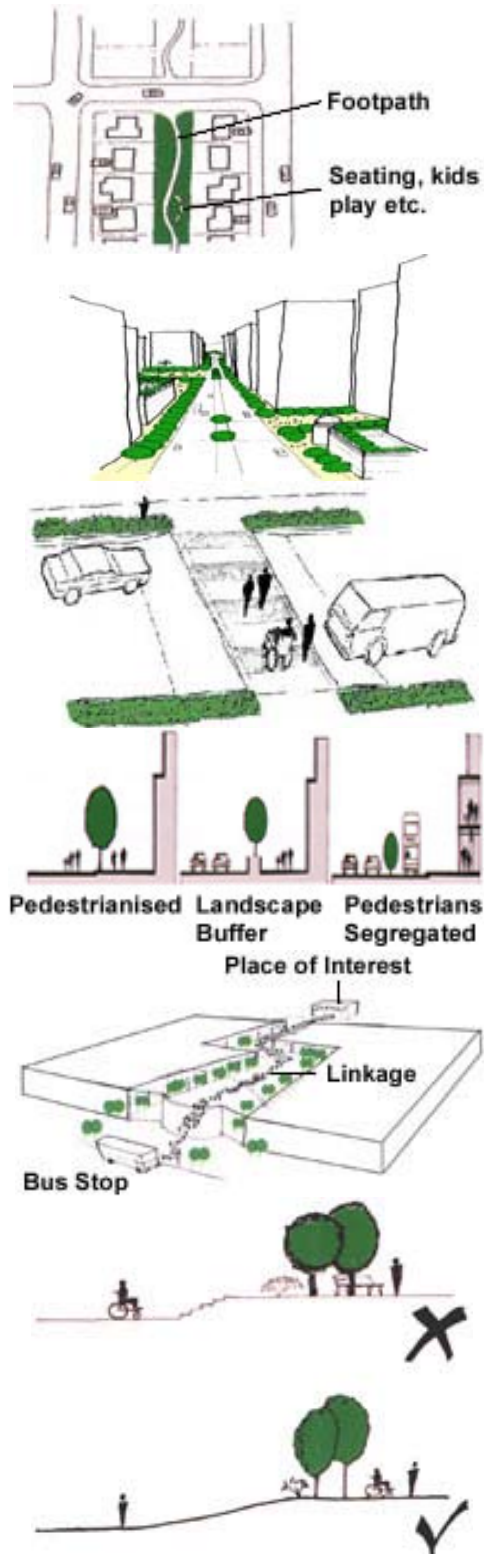 Footpath
Seating, kids
play etc.
Pedestrianised
Landscape
Buffer
Pedestrians
Segregated
Place of Interest
Linkage
Bus Stop